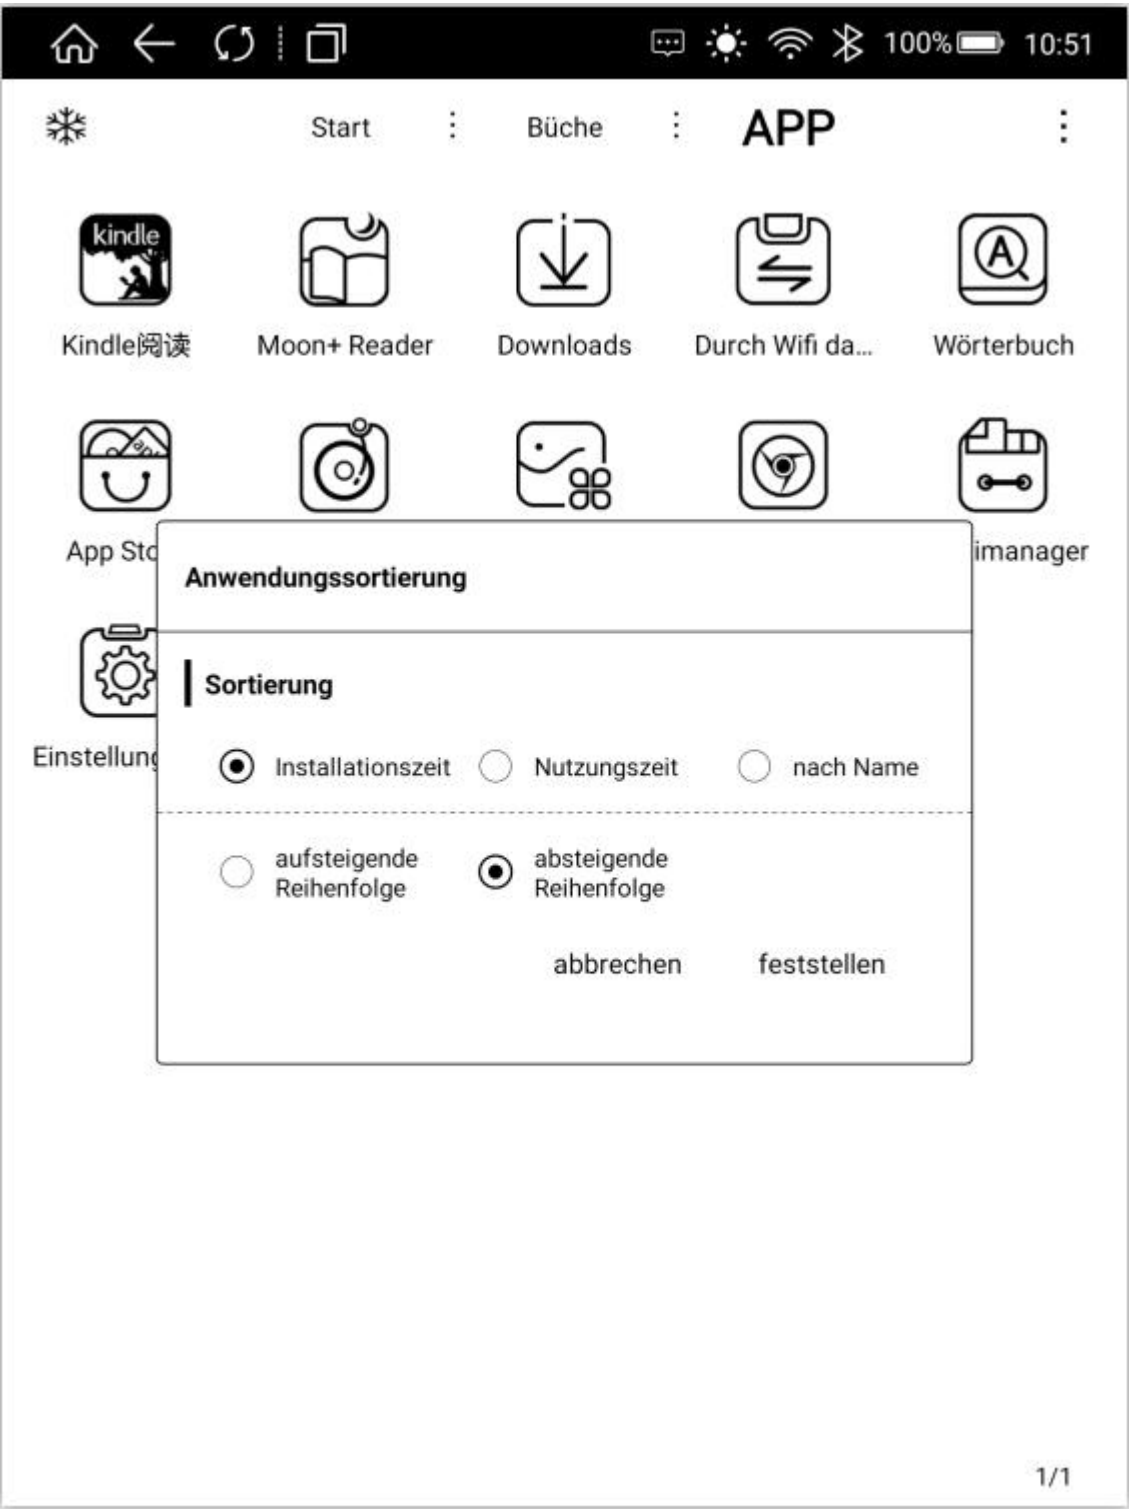 100% 10:51
Start Büche APP
kindle
Kindle阅读 Moon+ Reader Downloads Durch Wifi da... Wörterbuch
App Sto imanager
Anwendungssortierung
Einstellung
Sortierung
Installationszeit Nutzungszeit nach Name
aufsteigende Reihenfolge
absteigende Reihenfolge
abbrechen feststellen
1/1